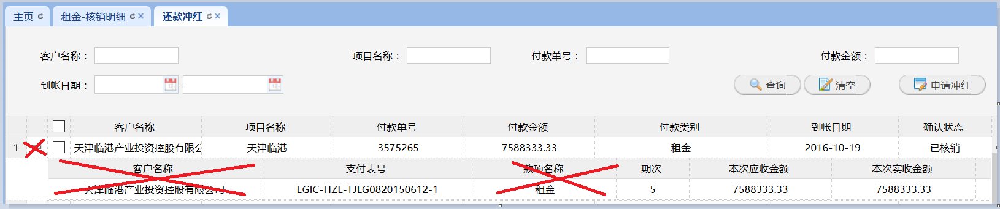 主页 租金-核销明细 还款冲红
客户名称： 项目名称： 付款单号： 付款金额：
到帐日期： - 查询 清空 申请冲红
客户名称 项目名称 付款单号 付款金额 付款类别 到帐日期 确认状态
1 天津临港产业投资控股有限公 天津临港 3575265 7588333.33 租金 2016-10-19 已核销
客户名称 支付表号 款项名称 期次 本次应收金额 本次实收金额
天津临港产业投资控股有限公司 EGIC-HZL-TJLG0820150612-1 租金 5 7588333.33 7588333.33